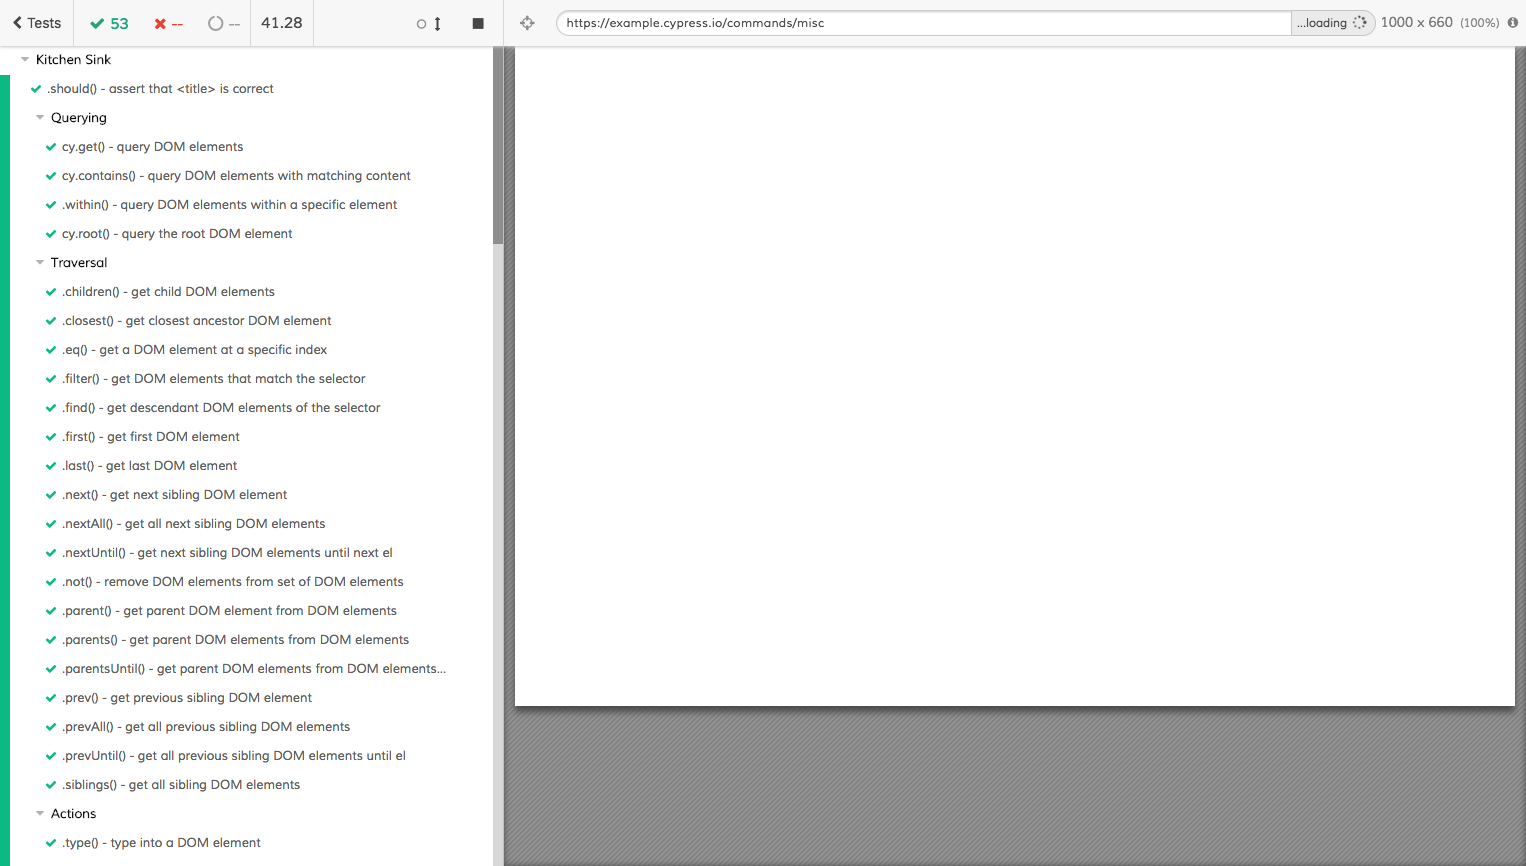 Tests
53
--
--
41.28
https://example.cypress.io/commands/misc
...loading
1000 x 660 (100%)
Kitchen Sink
.should() - assert that <title> is correct
Querying
cy.get() - query DOM elements
cy.contains() - query DOM elements with matching content
.within() - query DOM elements within a specific element
cy.root() - query the root DOM element
Traversal
.children() - get child DOM elements
.closest() - get closest ancestor DOM element
.eq() - get a DOM element at a specific index
.filter() - get DOM elements that match the selector
.find() - get descendant DOM elements of the selector
.first() - get first DOM element
.last() - get last DOM element
.next() - get next sibling DOM element
.nextAll() - get all next sibling DOM elements
.nextUntil() - get next sibling DOM elements until next el
.not() - remove DOM elements from set of DOM elements
.parent() - get parent DOM element from DOM elements
.parents() - get parent DOM elements from DOM elements
.parentsUntil() - get parent DOM elements from DOM elements...
.prev() - get previous sibling DOM element
.prevAll() - get all previous sibling DOM elements
.prevUntil() - get all previous sibling DOM elements until el
.siblings() - get all sibling DOM elements
Actions
.type() - type into a DOM element